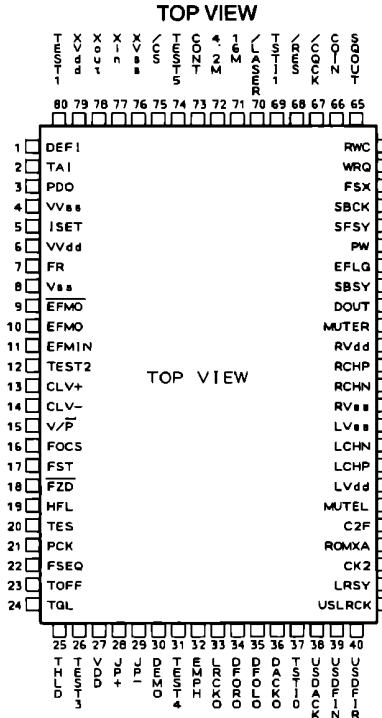 TOP VIEW
TEST1 XVdd Xout Xin XVss /CS TEST5 CONT 4.2M 16M /LASER TST11 /RES /CQCK COIN SQOUT
80 79 78 77 76 75 74 73 72 71 70 69 68 67 66 65
1 DEFI RWC
2 TAI WRQ
3 PDO FSX
4 VVss SBCK
5 ISET SFSY
6 VVdd PW
7 FR EFLG
8 Vss SBSY
9 EFMO DOUT
10 EFMO MUTER
11 EFMIN RVdd
12 TEST2 RCHP
TOP VIEW
13 CLV+ RCHN
14 CLV- RVss
15 V/P LVss
16 FOCS LCHN
17 FST LCHP
18 FZD LVdd
19 HFL MUTEL
20 TES C2F
21 PCK ROMXA
22 FSEQ CK2
23 TOFF LRSY
24 TGL USLRCK
25 26 27 28 29 30 31 32 33 34 35 36 37 38 39 40
THLD TEST3 VDD JP+ JP- DEMO TEST4 EMPH LRCKO DFORO DFOLO DACKO TST10 USDACK USDFIN USDFIR